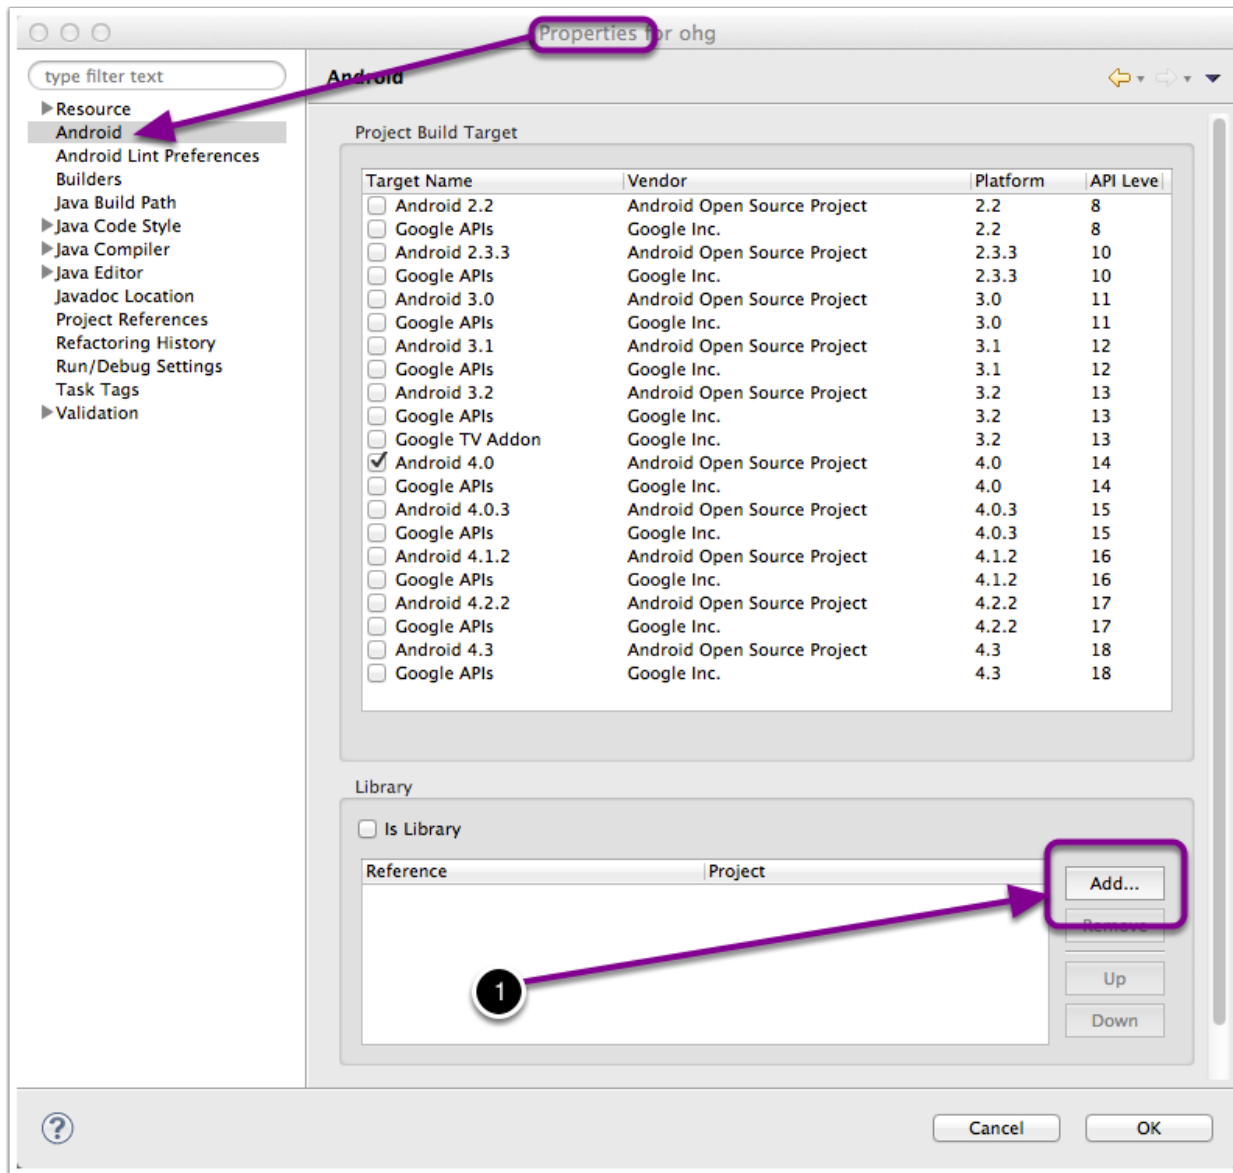 Properties for ohg
type filter text
Resource
Android
Android Lint Preferences
Builders
Java Build Path
Java Code Style
Java Compiler
Java Editor
Javadoc Location
Project References
Refactoring History
Run/Debug Settings
Task Tags
Validation
Android
Project Build Target
Target Name Vendor Platform API Leve
Android 2.2 Android Open Source Project 2.2 8
Google APIs Google Inc. 2.2 8
Android 2.3.3 Android Open Source Project 2.3.3 10
Google APIs Google Inc. 2.3.3 10
Android 3.0 Android Open Source Project 3.0 11
Google APIs Google Inc. 3.0 11
Android 3.1 Android Open Source Project 3.1 12
Google APIs Google Inc. 3.1 12
Android 3.2 Android Open Source Project 3.2 13
Google APIs Google Inc. 3.2 13
Google TV Addon Google Inc. 3.2 13
Android 4.0 Android Open Source Project 4.0 14
Google APIs Google Inc. 4.0 14
Android 4.0.3 Android Open Source Project 4.0.3 15
Google APIs Google Inc. 4.0.3 15
Android 4.1.2 Android Open Source Project 4.1.2 16
Google APIs Google Inc. 4.1.2 16
Android 4.2.2 Android Open Source Project 4.2.2 17
Google APIs Google Inc. 4.2.2 17
Android 4.3 Android Open Source Project 4.3 18
Google APIs Google Inc. 4.3 18
Library
Is Library
Reference Project
Add...
Remove
Up
Down
1
?
Cancel OK